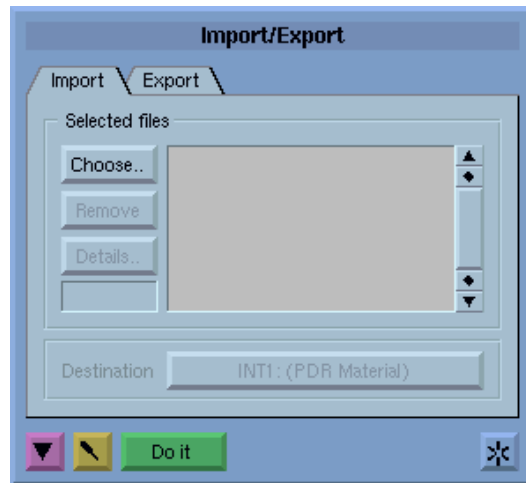 Import/Export
Import Export
Selected files
Choose..
Remove
Details..
Destination INT1: (PDR Material)
Do it